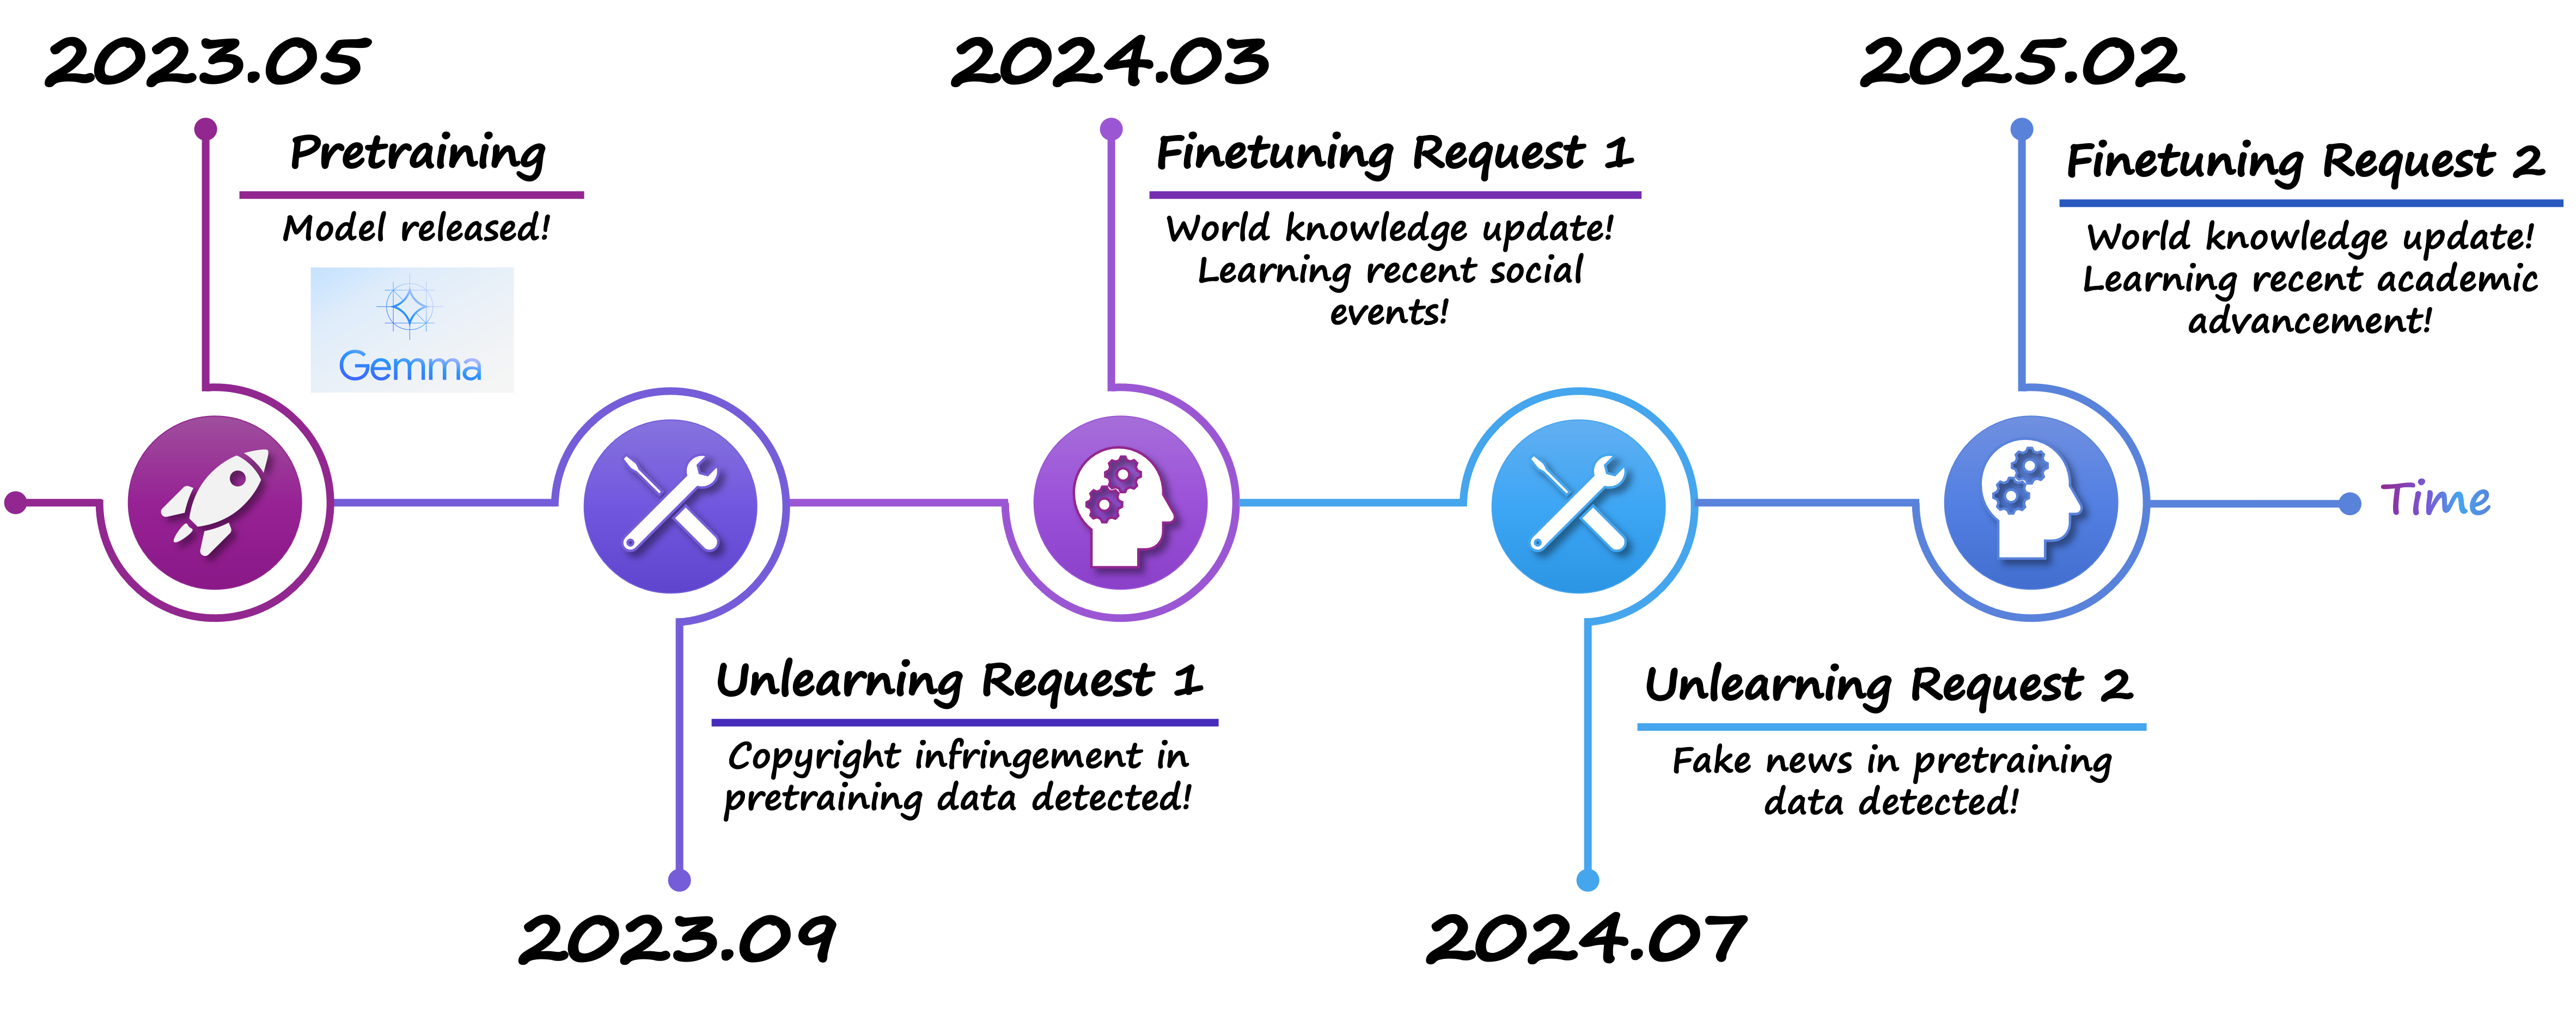 2023.05
Pretraining
Model released!
Gemma
2023.09
Unlearning Request 1
Copyright infringement in
pretraining data detected!
2024.03
Finetuning Request 1
World knowledge update!
Learning recent social
events!
2024.07
Unlearning Request 2
Fake news in pretraining
data detected!
2025.02
Finetuning Request 2
World knowledge update!
Learning recent academic
advancement!
Time